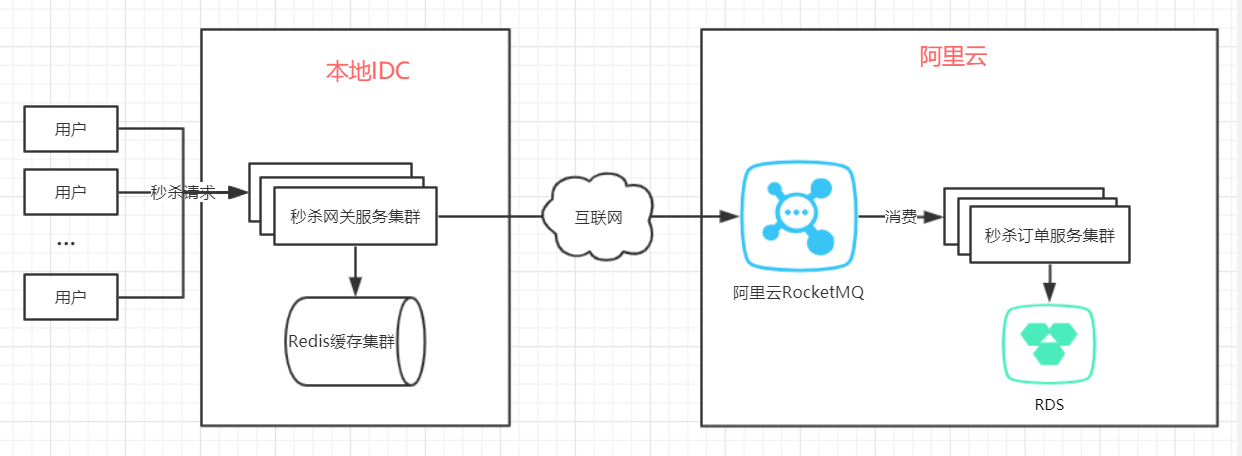 本地IDC
阿里云
用户
用户
...
用户
秒杀请求
秒杀网关服务集群
Redis缓存集群
互联网
阿里云RocketMQ
消费
秒杀订单服务集群
RDS